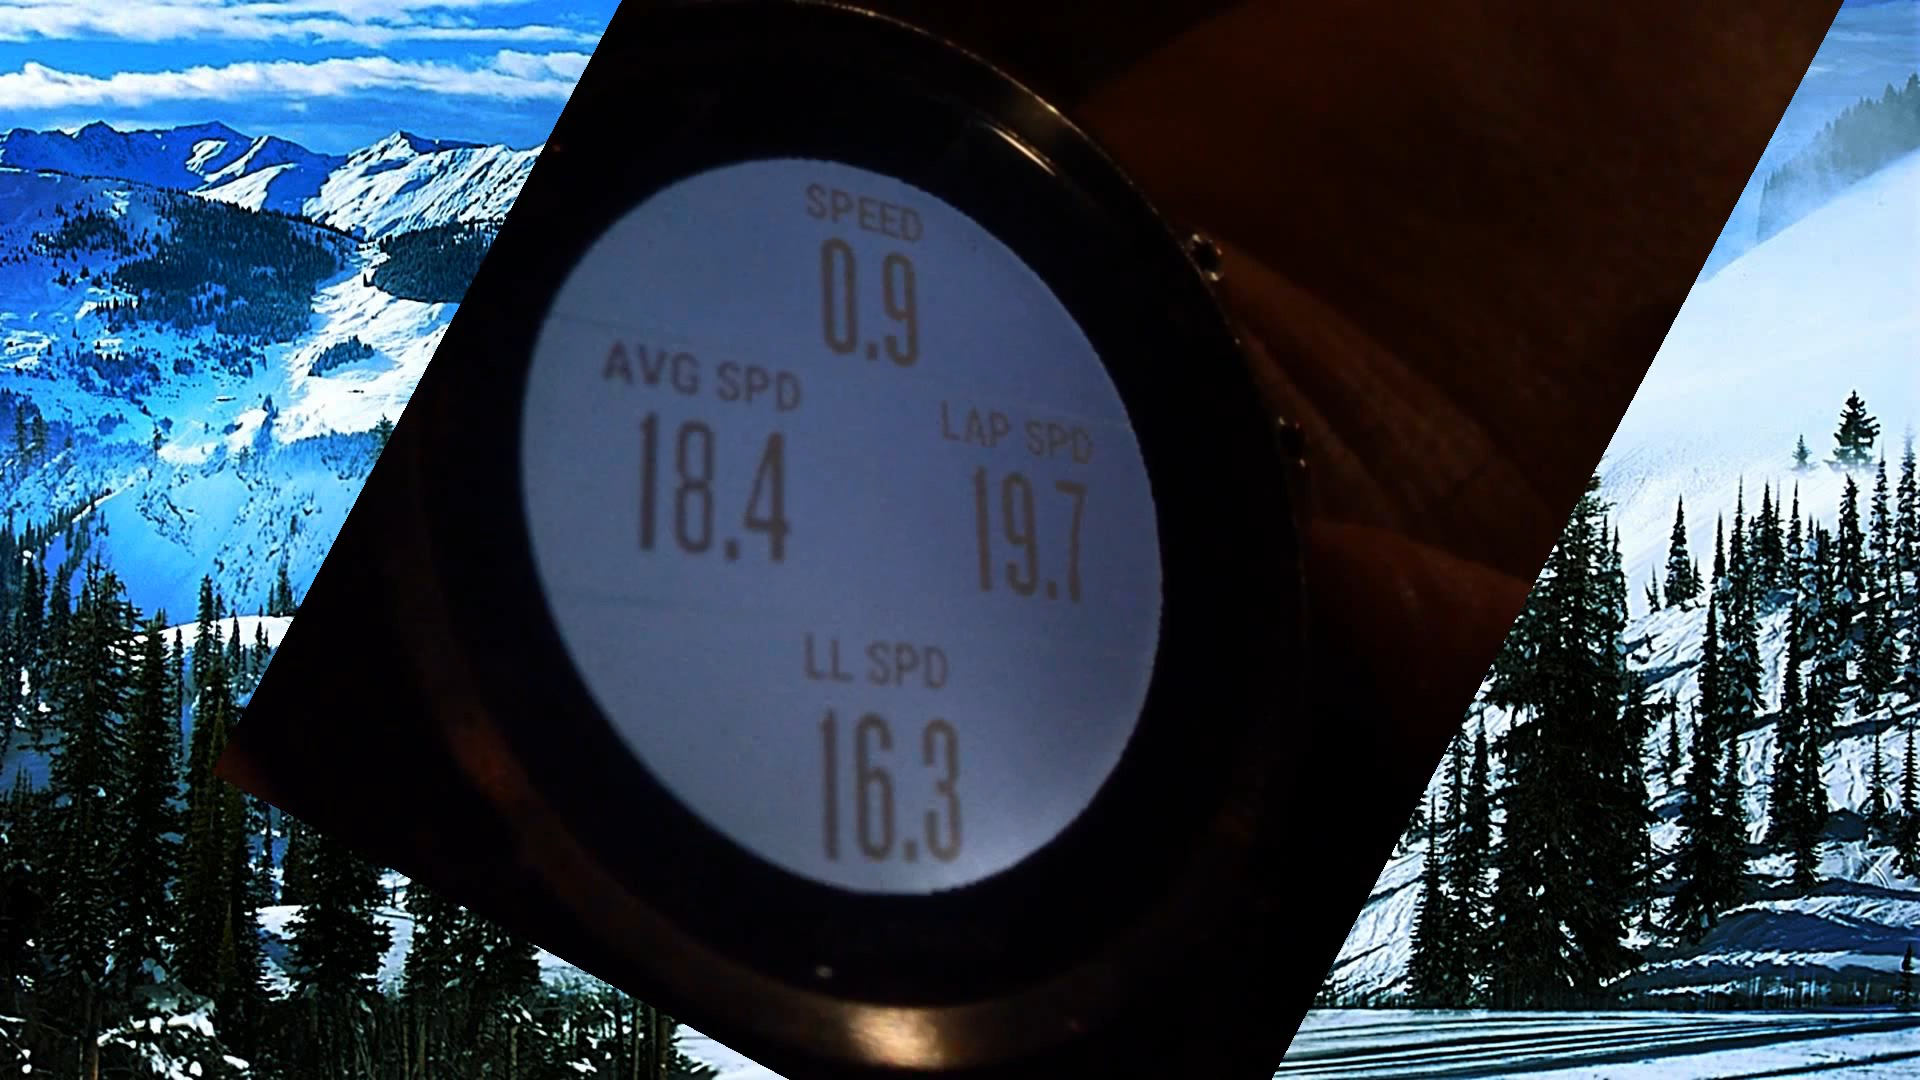 SPEED
0.9
AVG SPD
18.4
LAP SPD
19.7
LL SPD
16.3